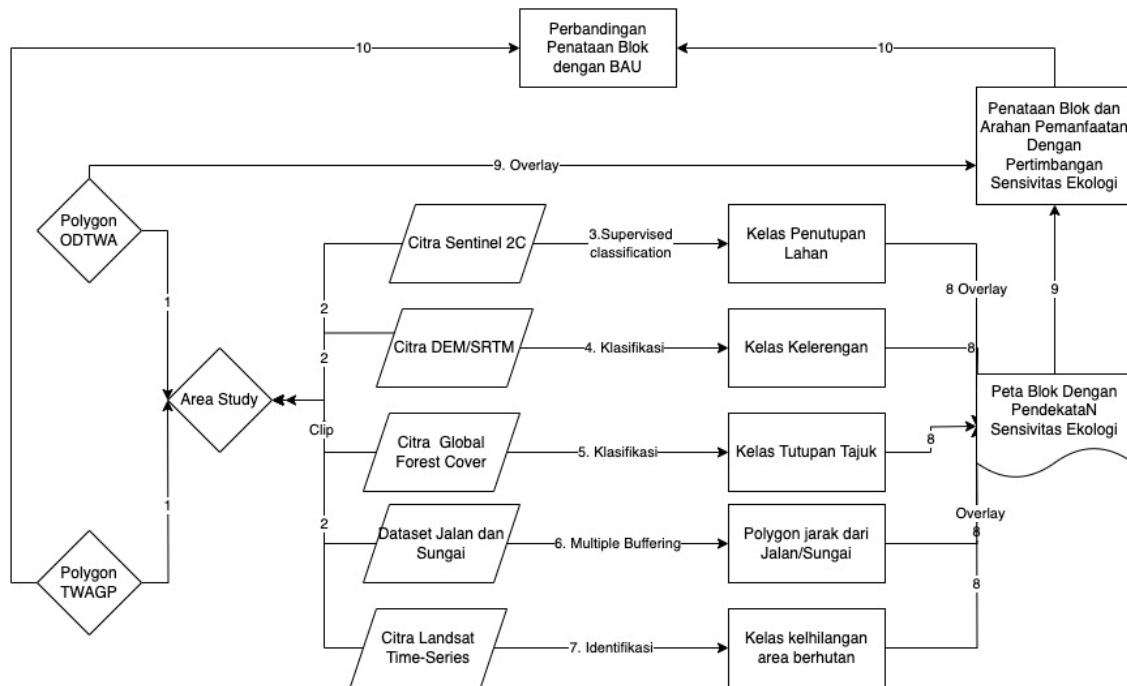 10
Perbandingan
Penataan Blok
dengan BAU
10
Penataan Blok dan
Arahan Pemanfaatan
Dengan
Pertimbangan
Sensivitas Ekologi
9. Overlay
Polygon
ODTWA
Citra Sentinel 2C
3.Supervised
classification
Kelas Penutupan
Lahan
1
2
8 Overlay
9
Citra DEM/SRTM
4. Klasifikasi
Kelas Kelerengan
8
2
Area Study
Clip
Peta Blok Dengan
PendekataN
Sensivitas Ekologi
Citra Global
Forest Cover
5. Klasifikasi
Kelas Tutupan Tajuk
8
1
2
Dataset Jalan dan
Sungai
6. Multiple Buffering
Polygon jarak dari
Jalan/Sungai
Overlay
8
8
Polygon
TWAGP
Citra Landsat
Time-Series
7. Identifikasi
Kelas kelhilangan
area berhutan